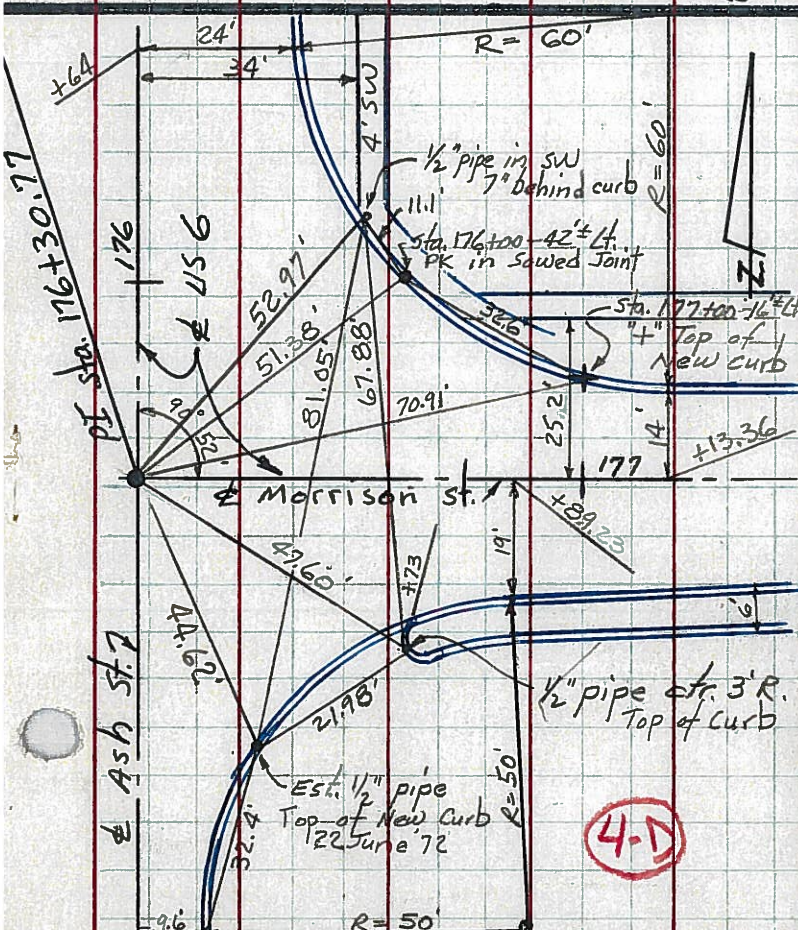 24'
R= 60'
+64
34'
4' SW
R=60'
½" pipe in SW
7" behind curb
11.1'
PI Sta. 176+30.77
176
℄ US 6
Sta. 176+00-42'± Lt.
PK in Sawed Joint
52.97'
51.38'
81.05'
67.88
32.6'
N
Sta. 177+00-16'± Lt
"+" Top of
New curb
90°
52'
70.91'
25.2'
14'
+13.36
177
℄ Morrison St.
+89.23
47.60'
19'
+73
6'
℄ Ash St.
21.98'
½" pipe ctr. 3' R.
Top of Curb
Est. ½" pipe
Top of New Curb
22 June '72
32.4'
R=50'
4-D
9.6'
R= 50'